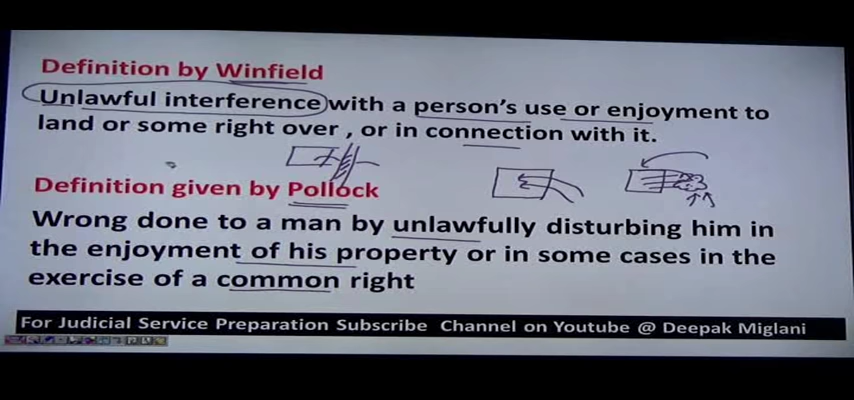 Definition by Winfield
Unlawful interference with a person's use or enjoyment to
land or some right over , or in connection with it.
Definition given by Pollock
Wrong done to a man by unlawfully disturbing him in
the enjoyment of his property or in some cases in the
exercise of a common right
For Judicial Service Preparation Subscribe Channel on Youtube @ Deepak Miglani